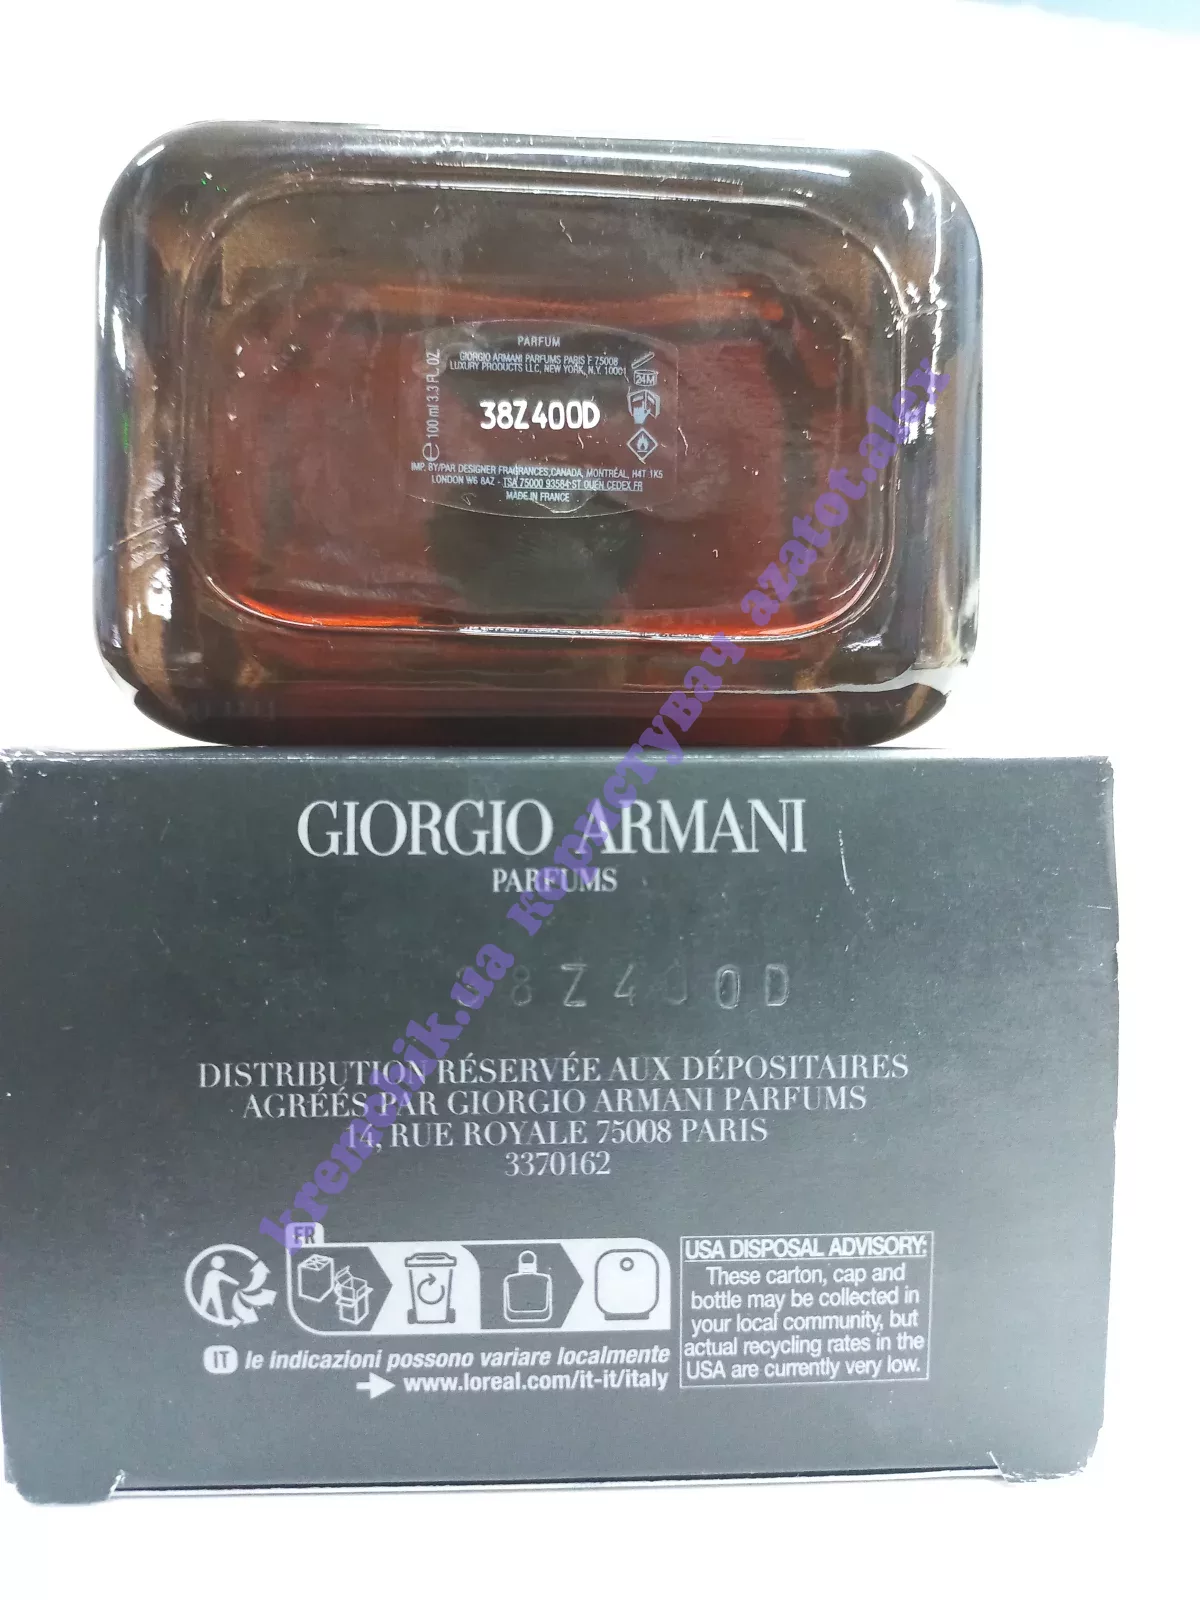 PARFUM
GIORGIO ARMANI PARFUMS PARIS F 75008
LUXURY PRODUCTS LLC, NEW YORK, N.Y. 10001
24M
e 100 ml 3.3 FL. OZ
38Z400D
IMP. BY/PAR DESIGNER FRAGRANCES CANADA, MONTRÉAL, H4T 1K5
LONDON W6 8AZ - TSA 75000 93584 ST OUEN CEDEX FR
MADE IN FRANCE
GIORGIO ARMANI
PARFUMS
38Z400D
DISTRIBUTION RÉSERVÉE AUX DÉPOSITAIRES
AGRÉÉS PAR GIORGIO ARMANI PARFUMS
14, RUE ROYALE 75008 PARIS
3370162
FR
IT le indicazioni possono variare localmente
www.loreal.com/it-it/italy
USA DISPOSAL ADVISORY:
These carton, cap and
bottle may be collected in
your local community, but
actual recycling rates in the
USA are currently very low.
kremchik.ua користувач azatot.alex